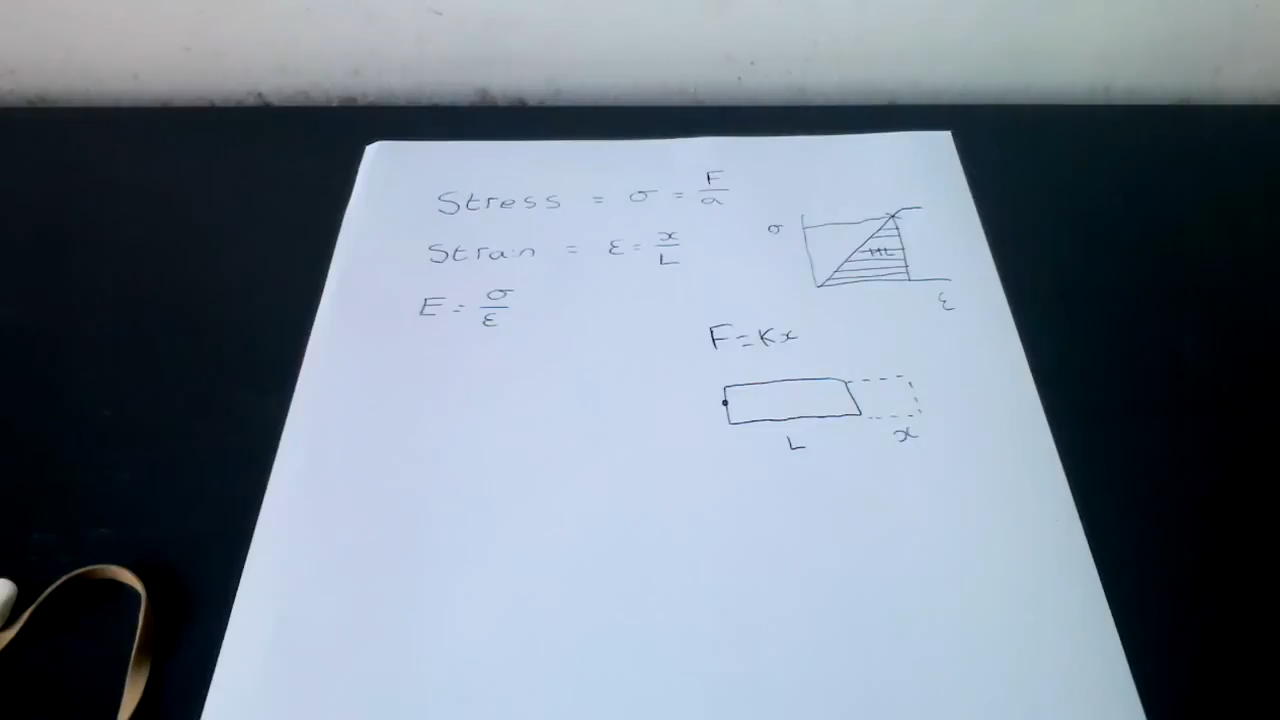 Stress = σ = F/a
Strain = ε = x/L
E = σ/ε
σ
ε
F = Kx
L
x